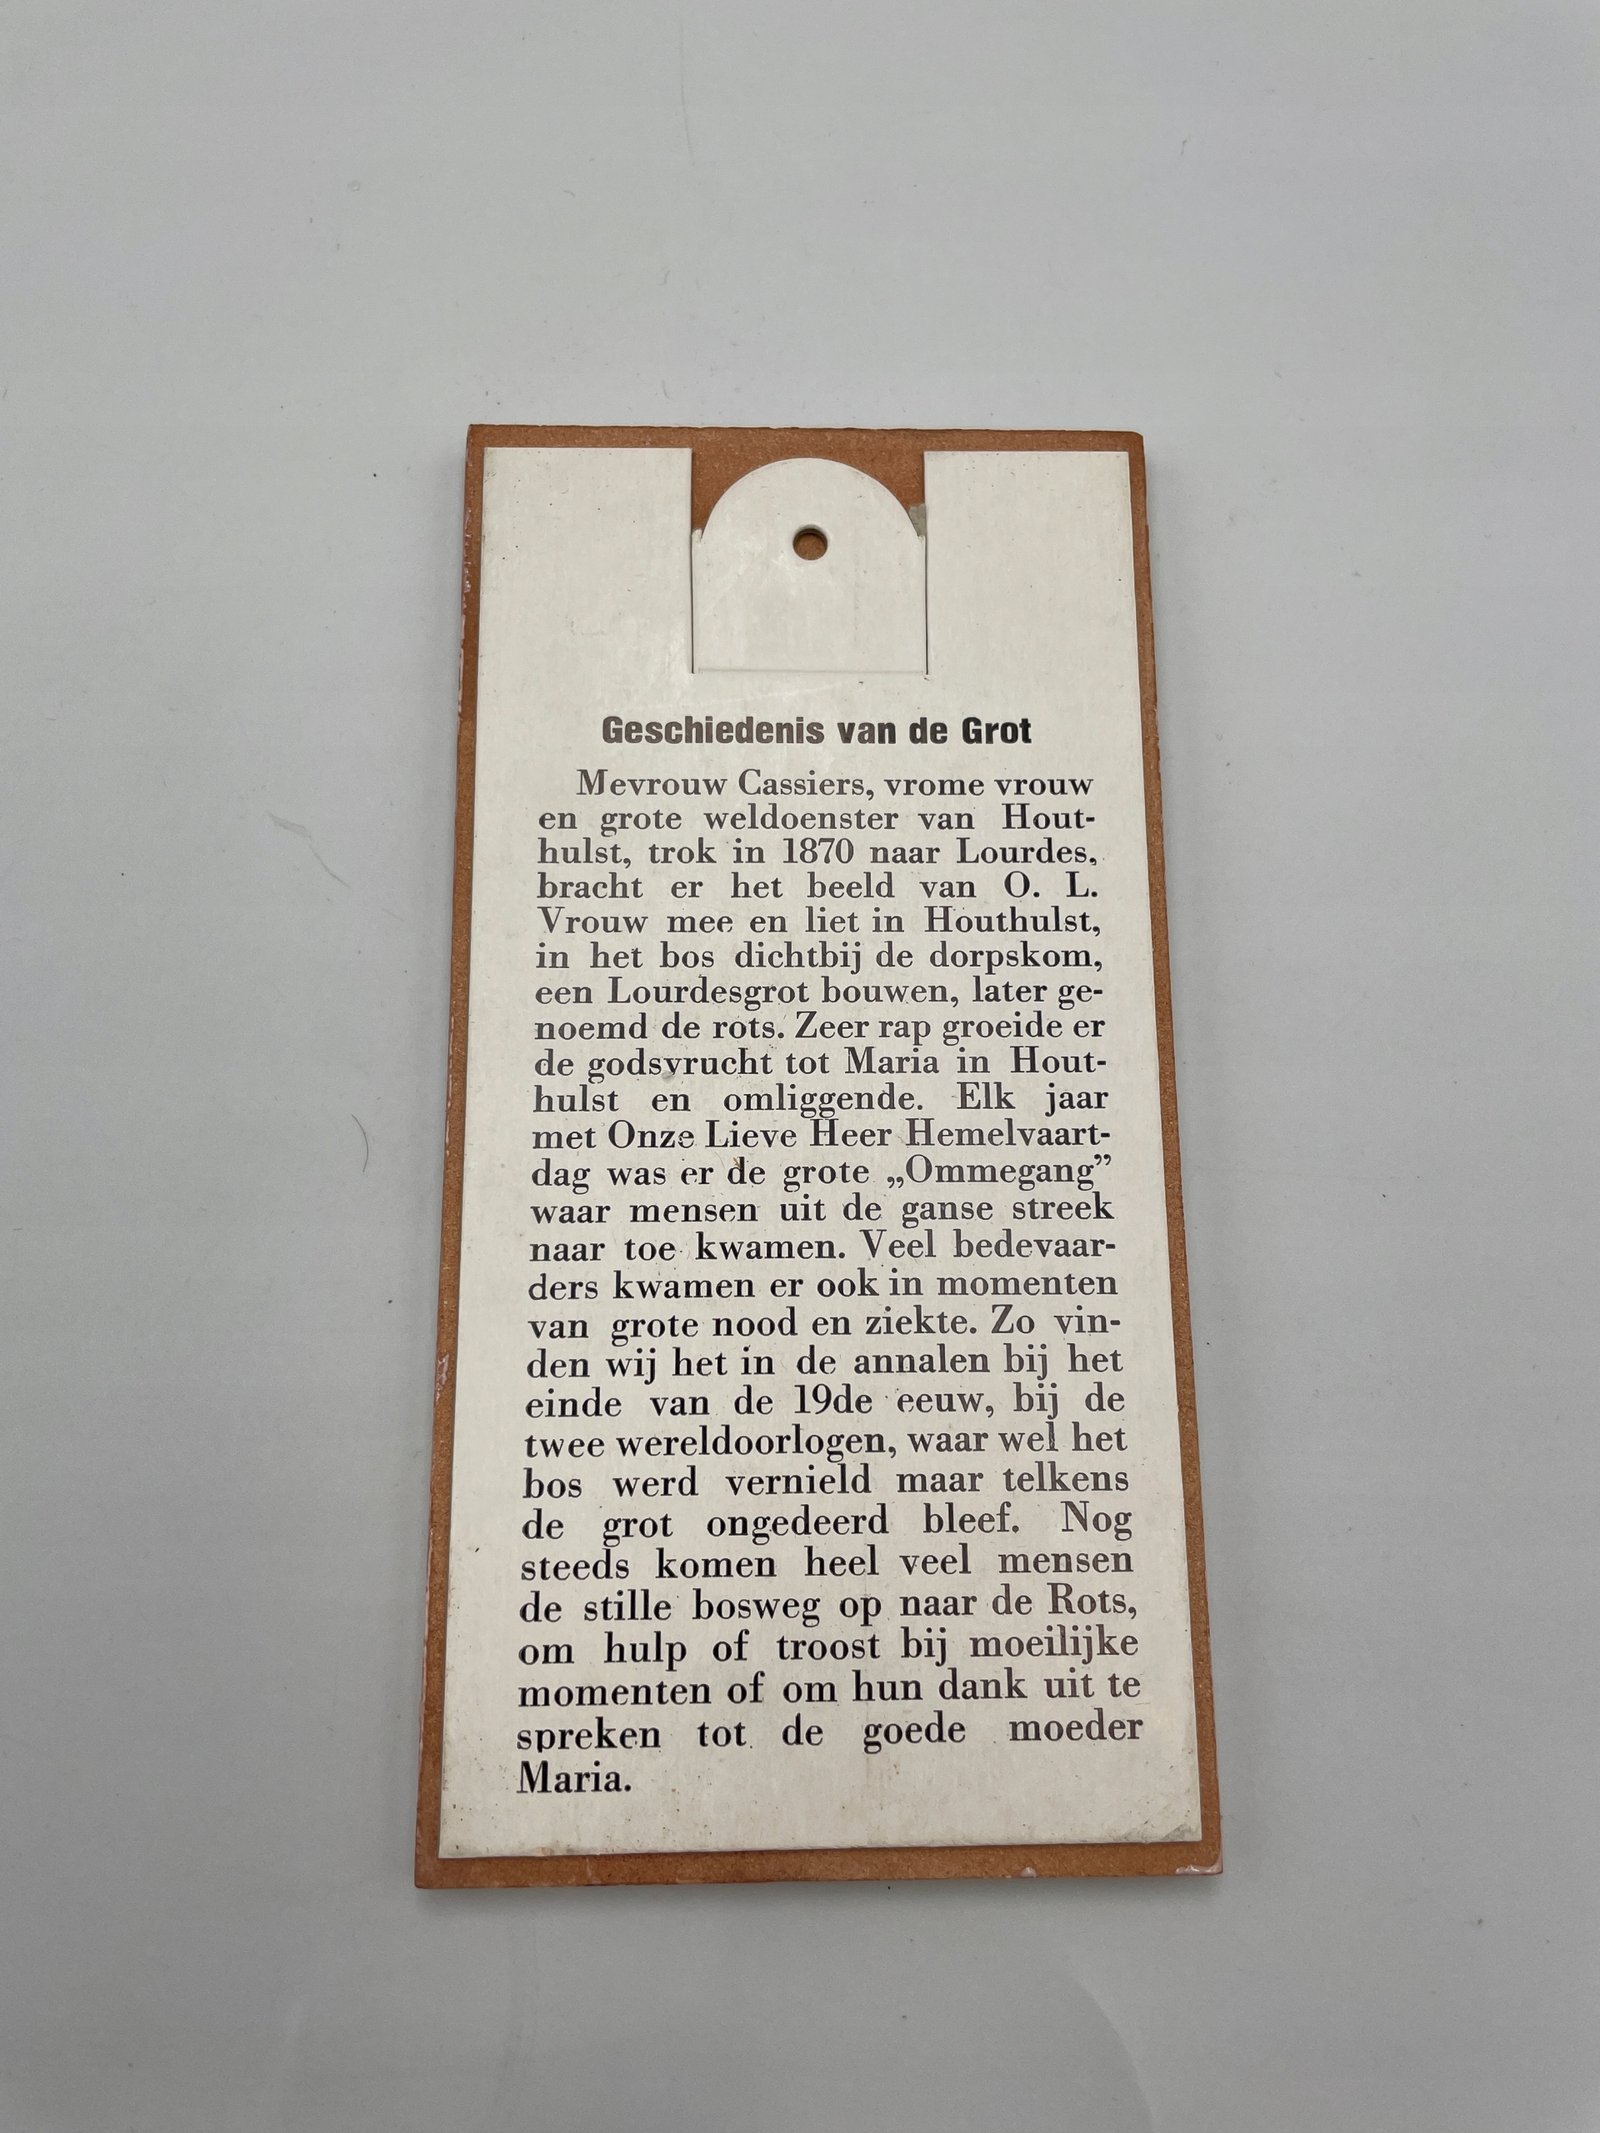 Geschiedenis van de Grot
Mevrouw Cassiers, vrome vrouw
en grote weldoenster van Hout-
hulst, trok in 1870 naar Lourdes,
bracht er het beeld van O. L.
Vrouw mee en liet in Houthulst,
in het bos dichtbij de dorpskom,
een Lourdesgrot bouwen, later ge-
noemd de rots. Zeer rap groeide er
de godsvrucht tot Maria in Hout-
hulst en omliggende. Elk jaar
met Onze Lieve Heer Hemelvaart-
dag was er de grote „Ommegang”
waar mensen uit de ganse streek
naar toe kwamen. Veel bedevaar-
ders kwamen er ook in momenten
van grote nood en ziekte. Zo vin-
den wij het in de annalen bij het
einde van de 19de eeuw, bij de
twee wereldoorlogen, waar wel het
bos werd vernield maar telkens
de grot ongedeerd bleef. Nog
steeds komen heel veel mensen
de stille bosweg op naar de Rots,
om hulp of troost bij moeilijke
momenten of om hun dank uit te
spreken tot de goede moeder
Maria.